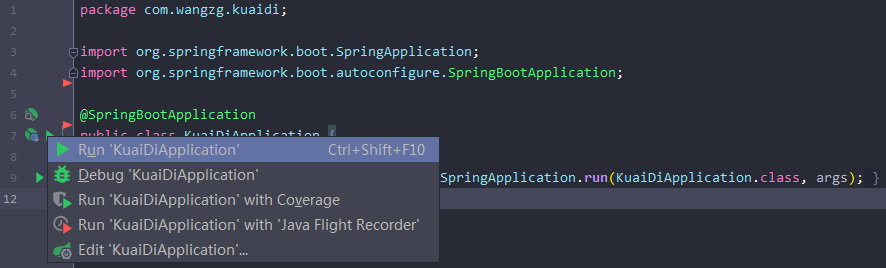 1 package com.wangzg.kuaidi;
2
3 import org.springframework.boot.SpringApplication;
4 import org.springframework.boot.autoconfigure.SpringBootApplication;
5
6 @SpringBootApplication
7 public class KuaiDiApplication {
Run 'KuaiDiApplication' Ctrl+Shift+F10
8
Debug 'KuaiDiApplication'
9 SpringApplication.run(KuaiDiApplication.class, args); }
12 Run 'KuaiDiApplication' with Coverage
Run 'KuaiDiApplication' with 'Java Flight Recorder'
Edit 'KuaiDiApplication'...